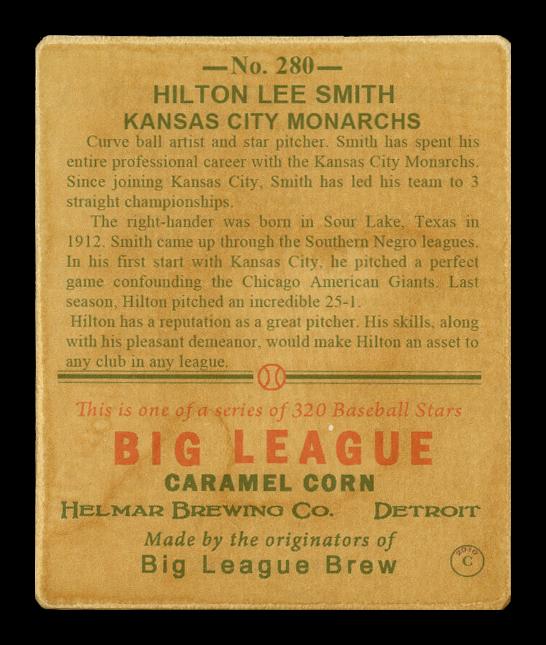 —No. 280—
HILTON LEE SMITH
KANSAS CITY MONARCHS
Curve ball artist and star pitcher. Smith has spent his
entire professional career with the Kansas City Monarchs.
Since joining Kansas City, Smith has led his team to 3
straight championships.
The right-hander was born in Sour Lake, Texas in
1912. Smith came up through the Southern Negro leagues.
In his first start with Kansas City, he pitched a perfect
game confounding the Chicago American Giants. Last
season, Hilton pitched an incredible 25-1.
Hilton has a reputation as a great pitcher. His skills, along
with his pleasant demeanor, would make Hilton an asset to
any club in any league.
This is one of a series of 320 Baseball Stars
BIG LEAGUE
CARAMEL CORN
HELMAR BREWING CO. DETROIT
Made by the originators of
Big League Brew
2010
C